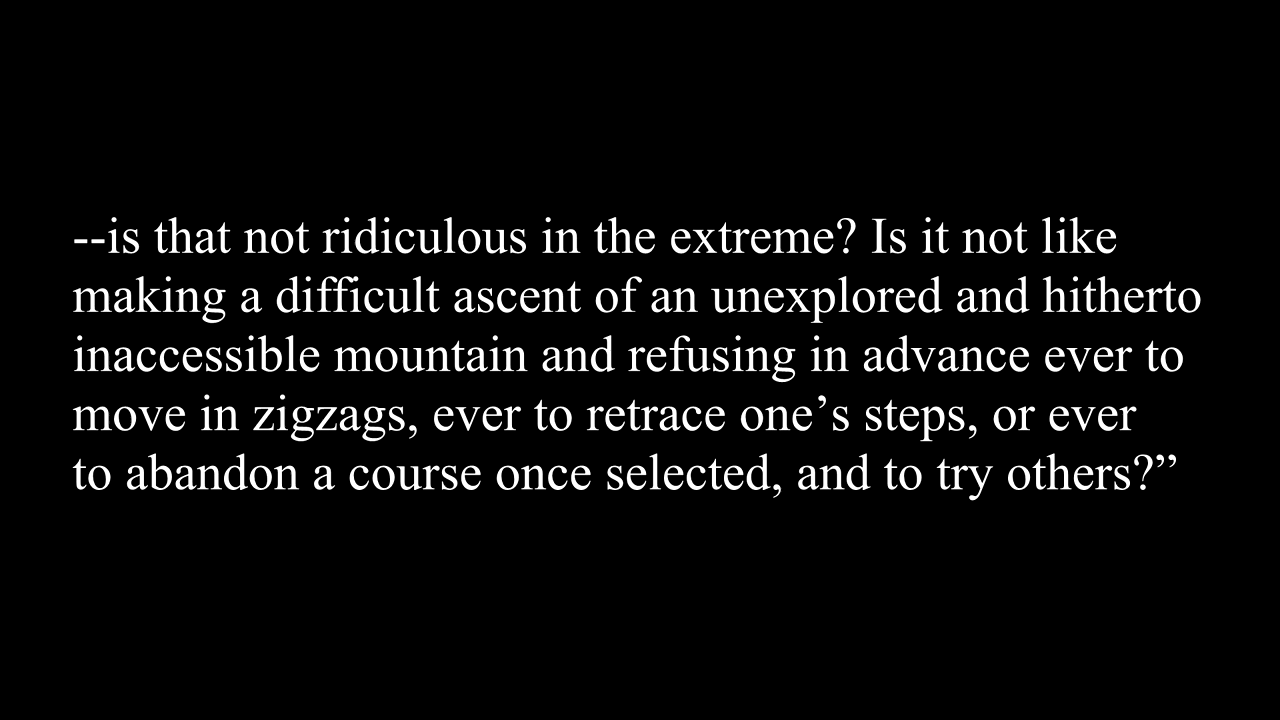 --is that not ridiculous in the extreme? Is it not like
making a difficult ascent of an unexplored and hitherto
inaccessible mountain and refusing in advance ever to
move in zigzags, ever to retrace one’s steps, or ever
to abandon a course once selected, and to try others?”